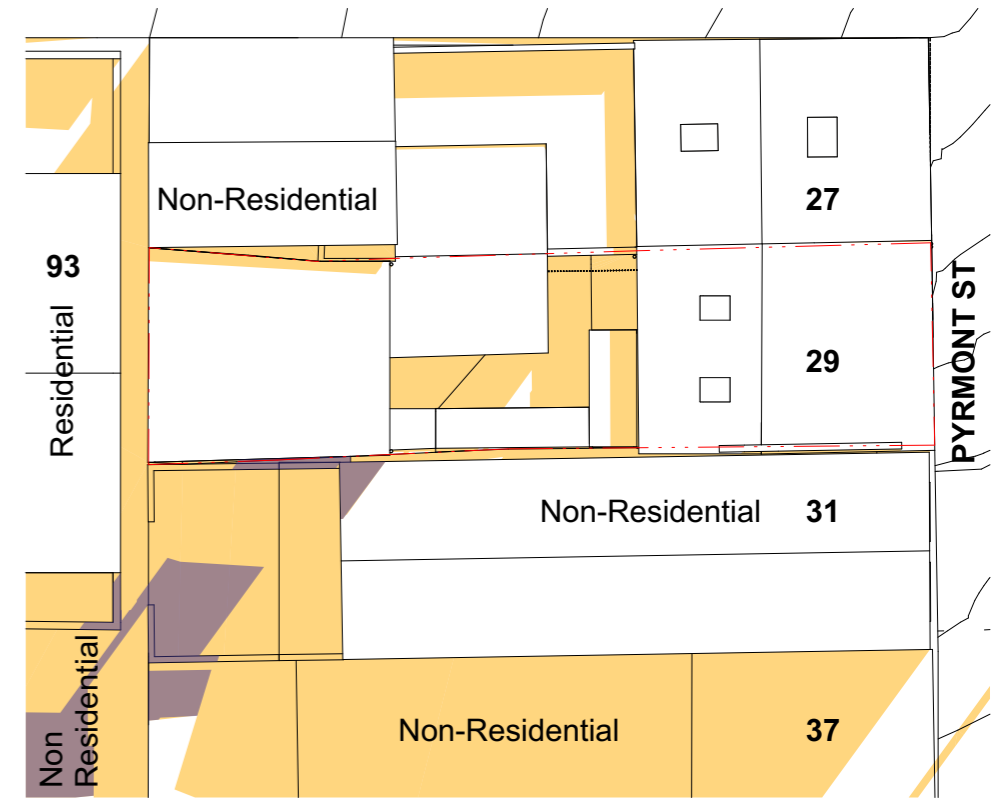 Non-Residential
27
93
Residential
29
PYRMONT ST
Non-Residential 31
Non
Residential
Non-Residential 37